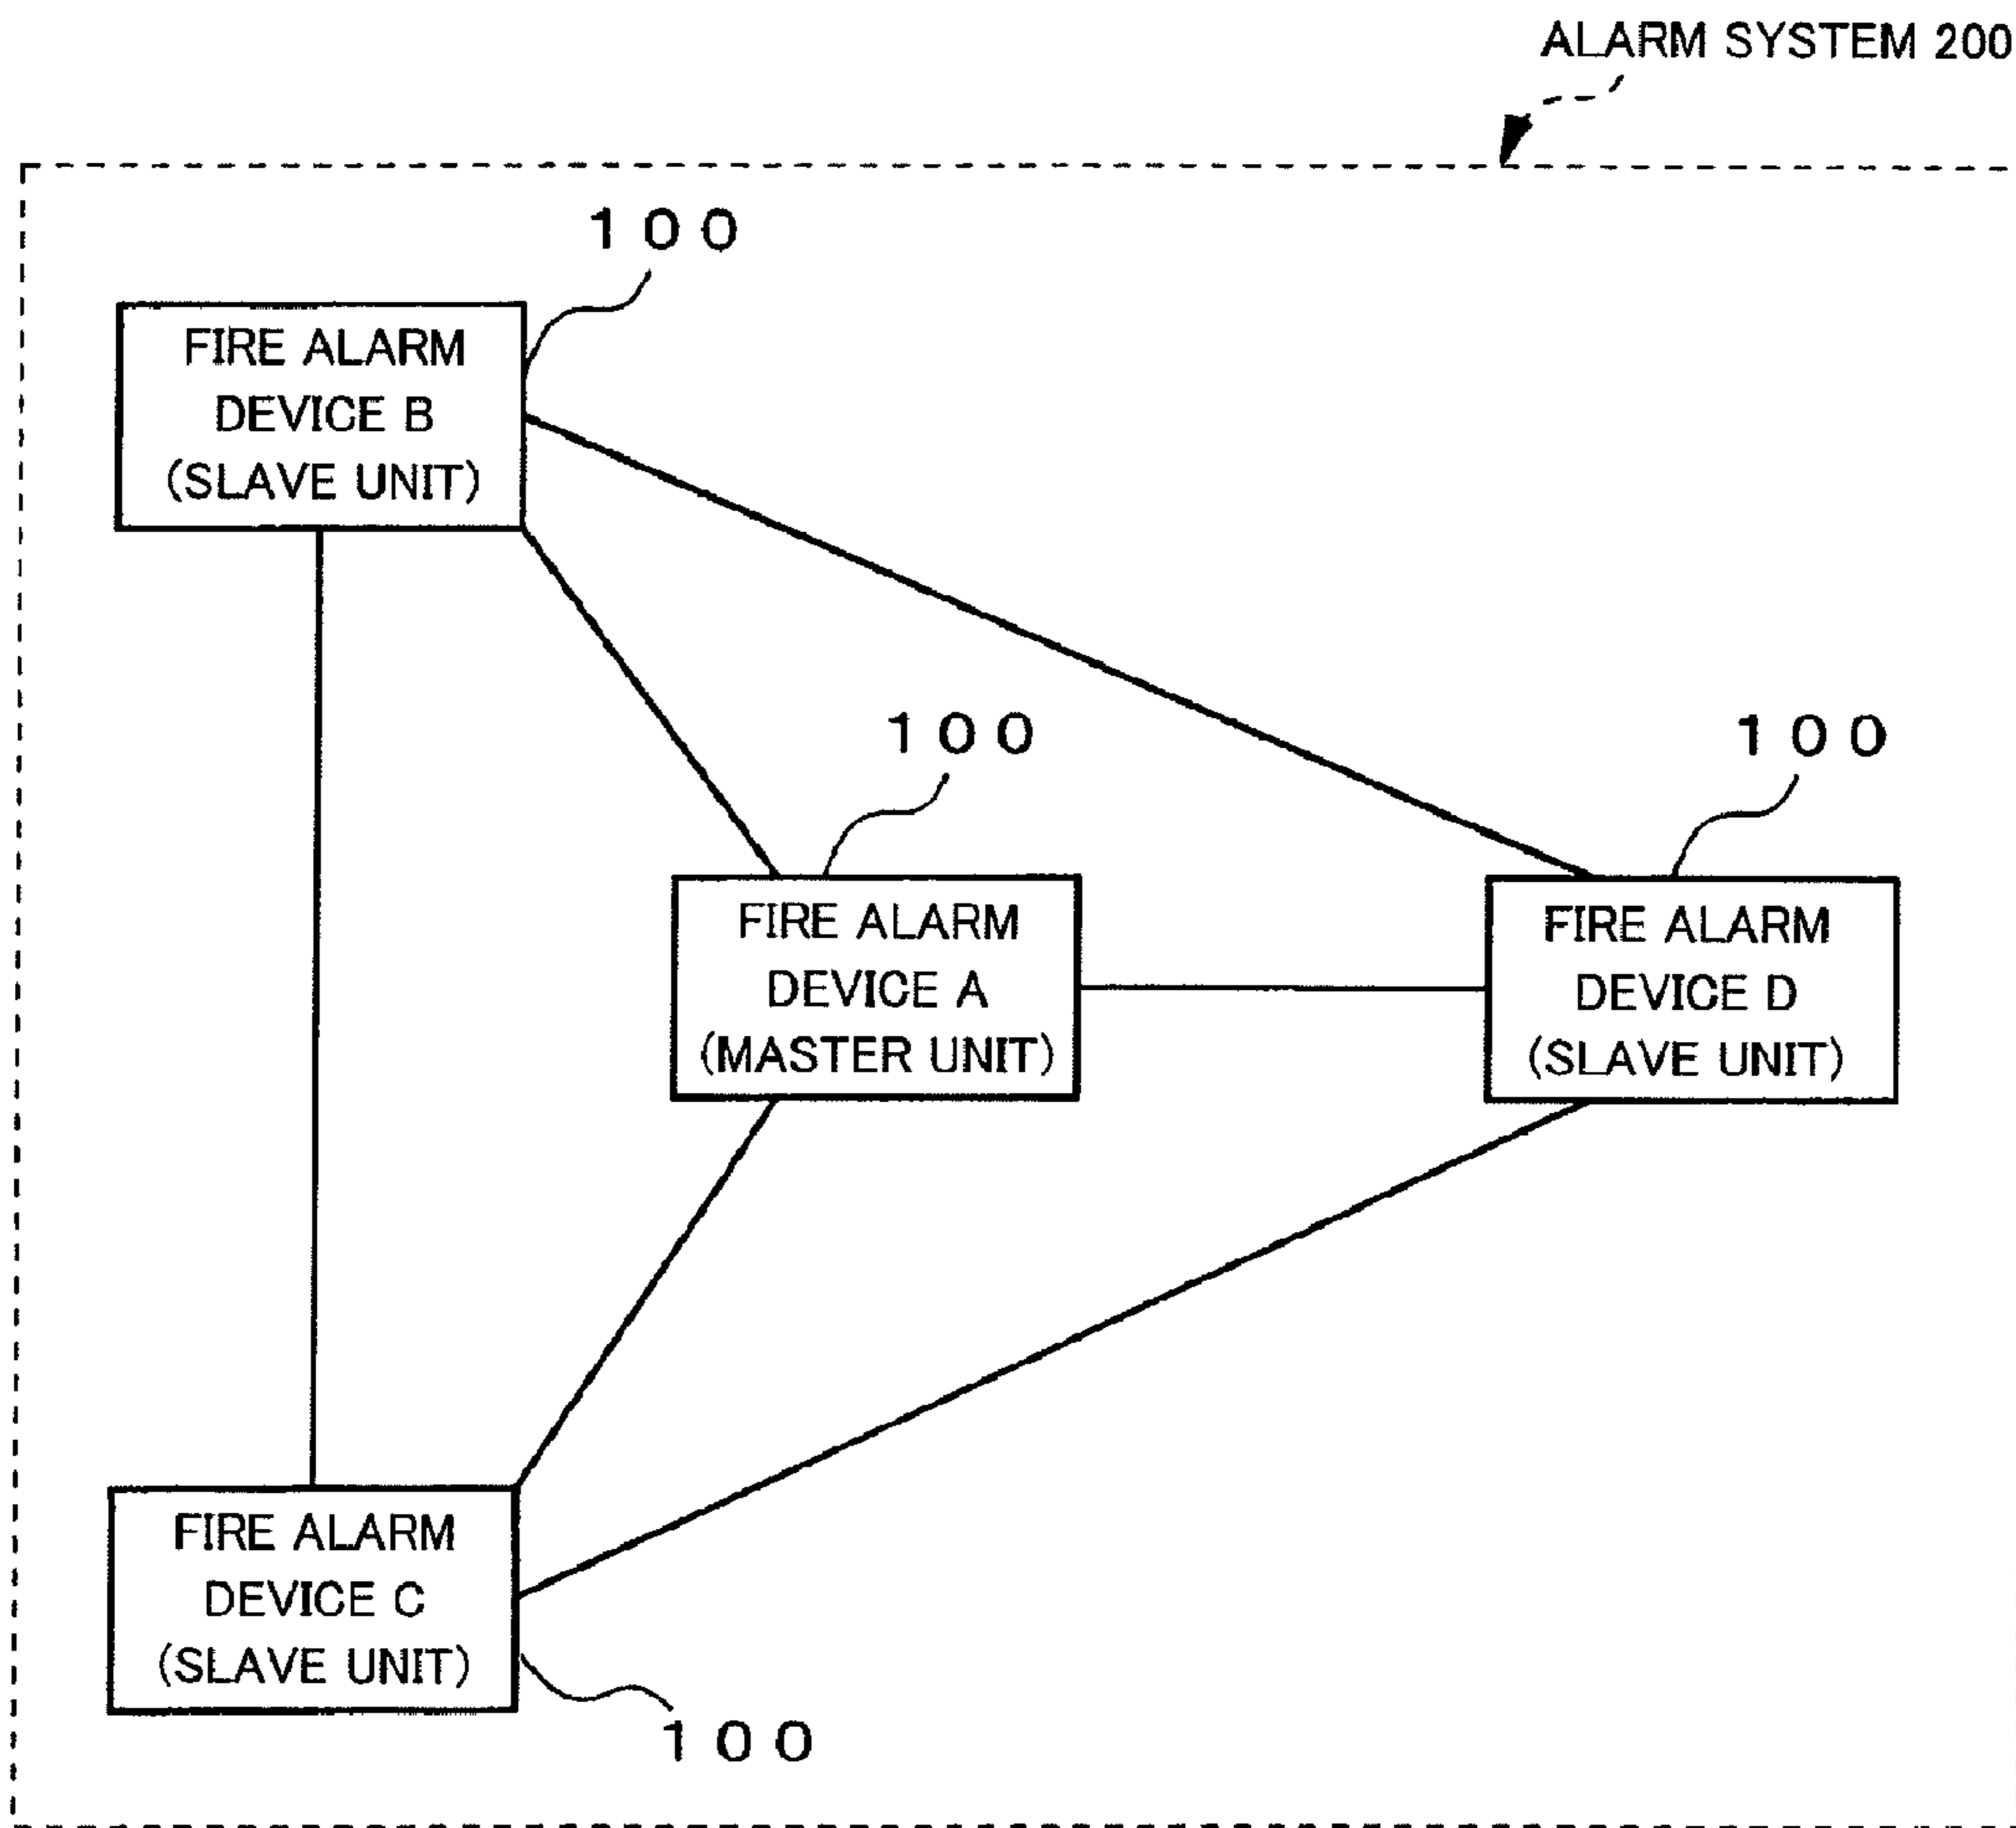 ALARM SYSTEM 200
100
FIRE ALARM
DEVICE B
(SLAVE UNIT)
100
100
FIRE ALARM
DEVICE A
(MASTER UNIT)
FIRE ALARM
DEVICE D
(SLAVE UNIT)
FIRE ALARM
DEVICE C
(SLAVE UNIT)
100